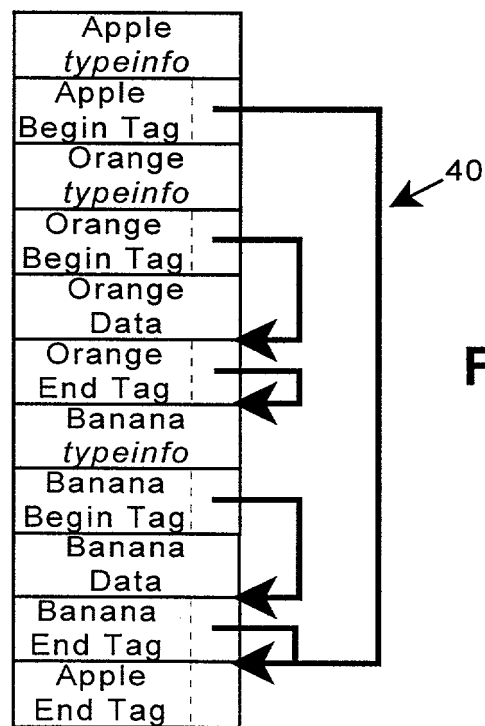 Apple
typeinfo
Apple
Begin Tag
Orange
typeinfo
Orange
Begin Tag
Orange
Data
Orange
End Tag
Banana
typeinfo
Banana
Begin Tag
Banana
Data
Banana
End Tag
Apple
End Tag
40
F